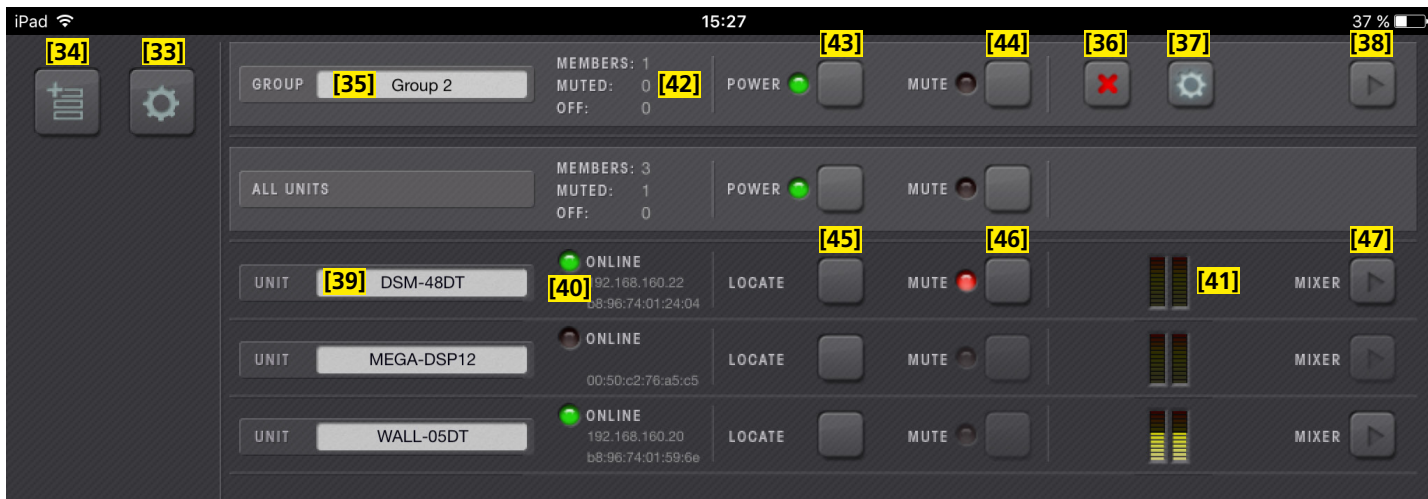 iPad 15:27 37 %
[34] [33] [43] [44] [36] [37] [38]
GROUP [35] Group 2 MEMBERS: 1 POWER MUTE
MUTED: 0 [42]
OFF: 0
ALL UNITS MEMBERS: 3 POWER MUTE
MUTED: 1
OFF: 0
[45] [46] [47]
UNIT [39] DSM-48DT ONLINE LOCATE MUTE [41] MIXER
[40] 92.168.160.22
b8:96:74:01:24:04
UNIT MEGA-DSP12 ONLINE LOCATE MUTE MIXER
00:50:c2:76:a5:c5
UNIT WALL-05DT ONLINE LOCATE MUTE MIXER
192.168.160.20
b8:96:74:01:59:6e